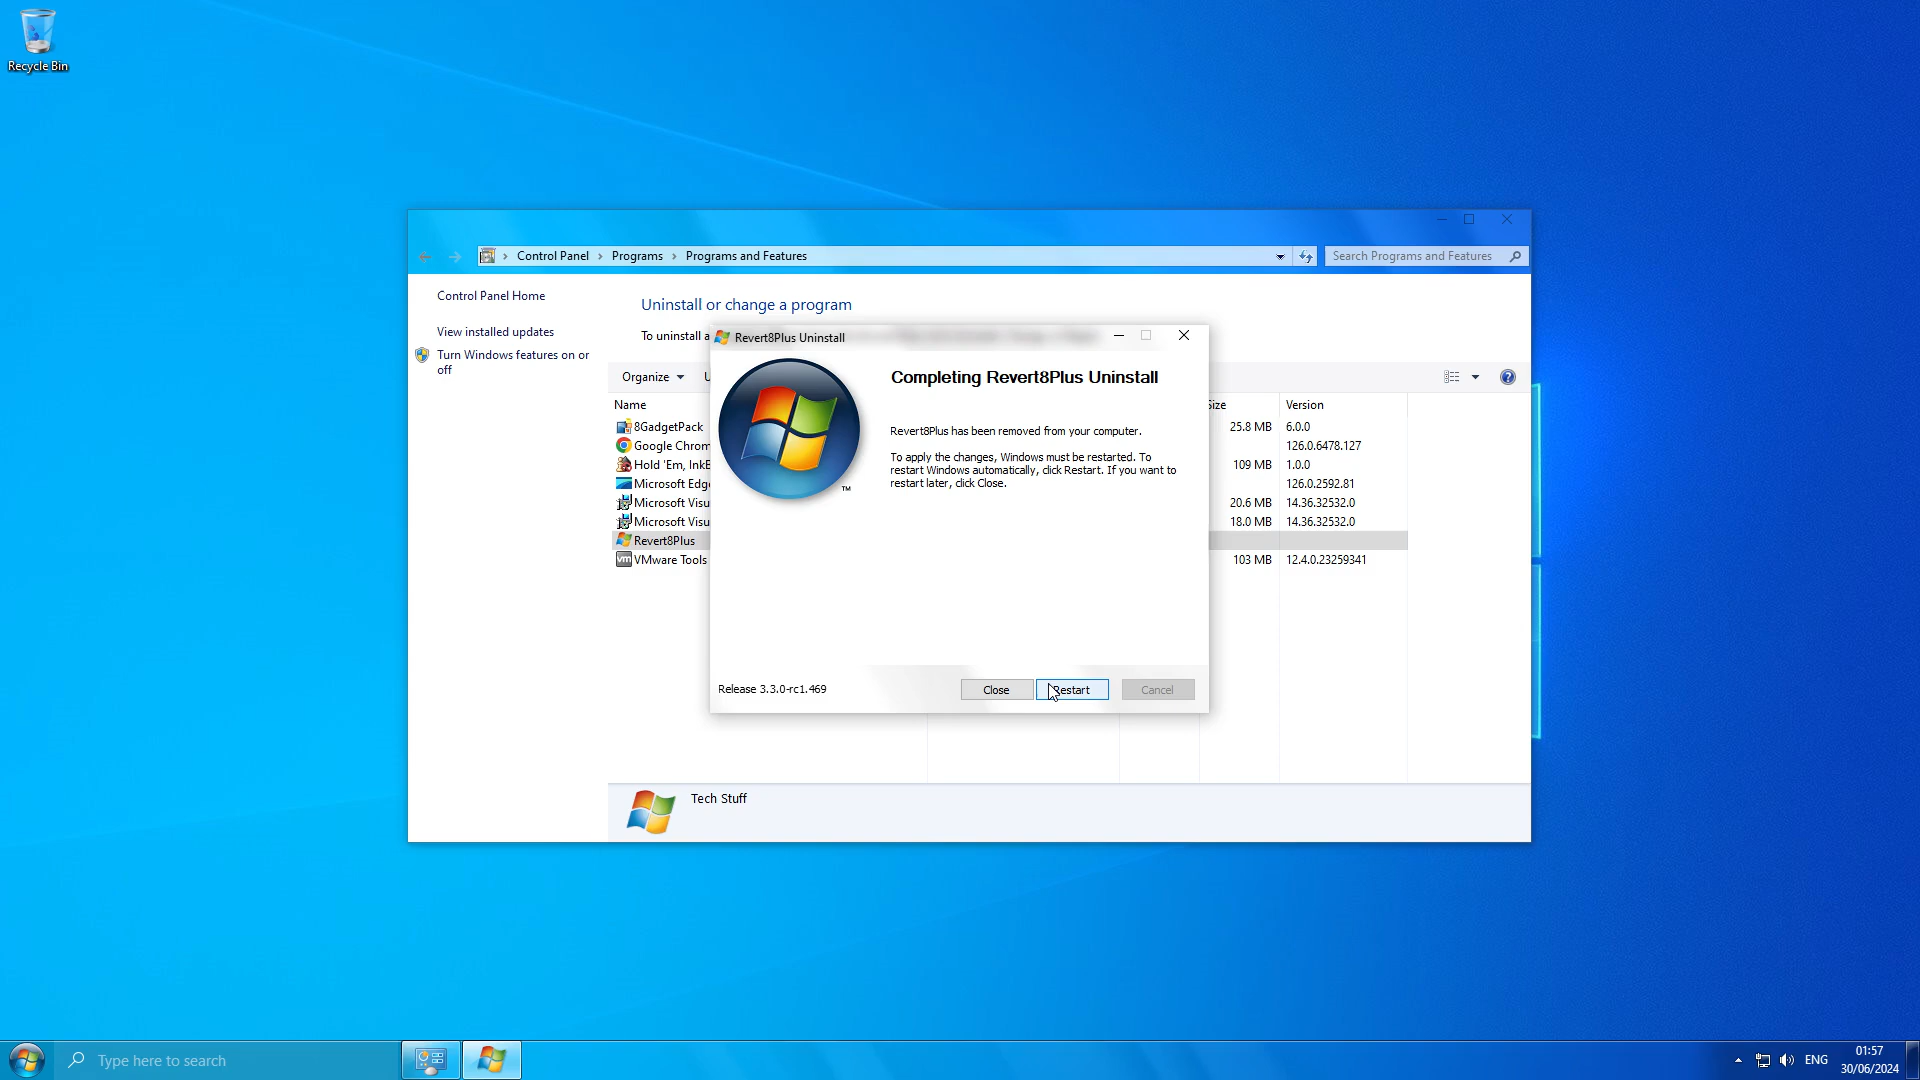 Recycle Bin
Control Panel
Programs
Programs and Features
Search Programs and Features
Control Panel Home
View installed updates
Turn Windows features on or
off
Uninstall or change a program
To uninstall a
Organize
U
Name
Size
Version
8GadgetPack
25.8 MB
6.0.0
Google Chrom
126.0.6478.127
Hold 'Em, InkB
109 MB
1.0.0
Microsoft Edg
126.0.2592.81
Microsoft Visu
20.6 MB
14.36.32532.0
Microsoft Visu
18.0 MB
14.36.32532.0
Revert8Plus
VMware Tools
103 MB
12.4.0.23259341
Revert8Plus Uninstall
Completing Revert8Plus Uninstall
Revert8Plus has been removed from your computer.
To apply the changes, Windows must be restarted. To
restart Windows automatically, click Restart. If you want to
restart later, click Close.
TM
Release 3.3.0-rc1.469
Close
Restart
Cancel
Tech Stuff
Type here to search
ENG
01:57
30/06/2024